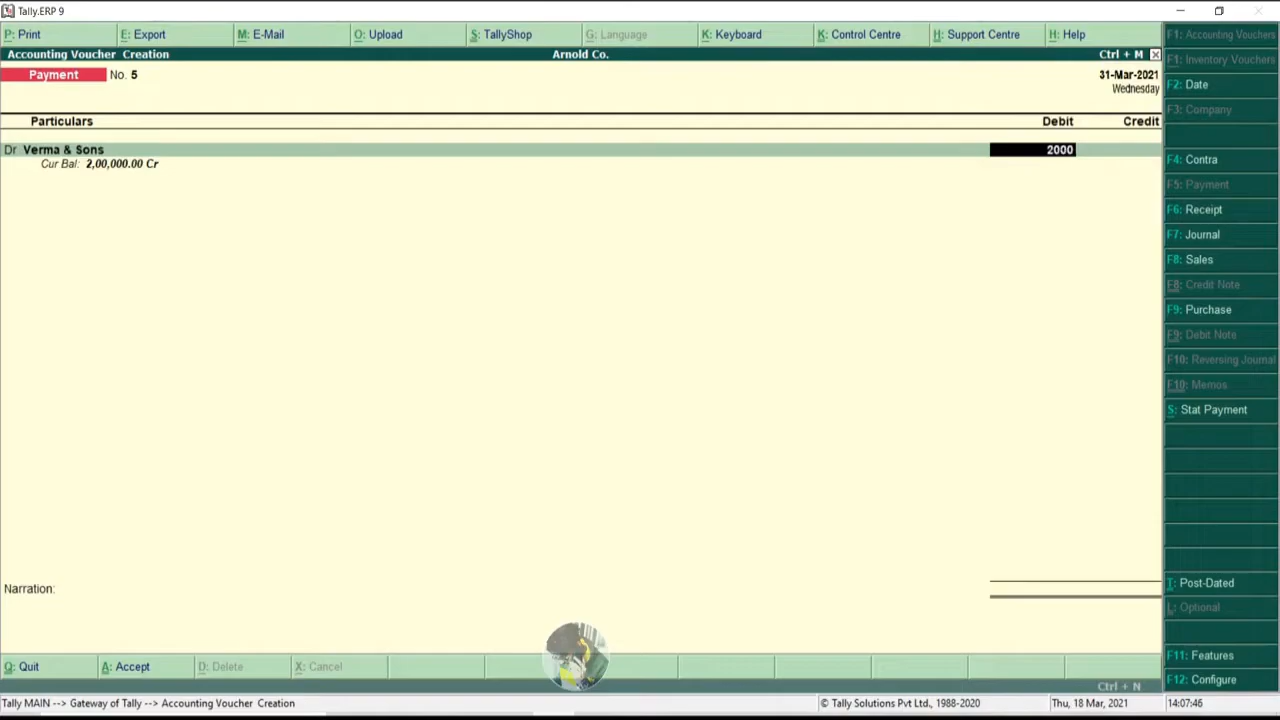 Tally.ERP 9
P: Print
E: Export
M: E-Mail
O: Upload
S: TallyShop
G: Language
K: Keyboard
K: Control Centre
H: Support Centre
H: Help
Accounting Voucher Creation
Arnold Co.
Ctrl + M
Payment No. 5
31-Mar-2021
Wednesday
Particulars Debit Credit
Dr Verma & Sons 2000
Cur Bal: 2,00,000.00 Cr
Narration:
F1: Accounting Vouchers
F1: Inventory Vouchers
F2: Date
F3: Company
F4: Contra
F5: Payment
F6: Receipt
F7: Journal
F8: Sales
F8: Credit Note
F9: Purchase
F9: Debit Note
F10: Reversing Journal
F10: Memos
S: Stat Payment
T: Post-Dated
L: Optional
F11: Features
F12: Configure
Q: Quit
A: Accept
D: Delete
X: Cancel
Ctrl + N
Tally MAIN --> Gateway of Tally --> Accounting Voucher Creation
© Tally Solutions Pvt Ltd., 1988-2020
Thu, 18 Mar, 2021
14:07:46